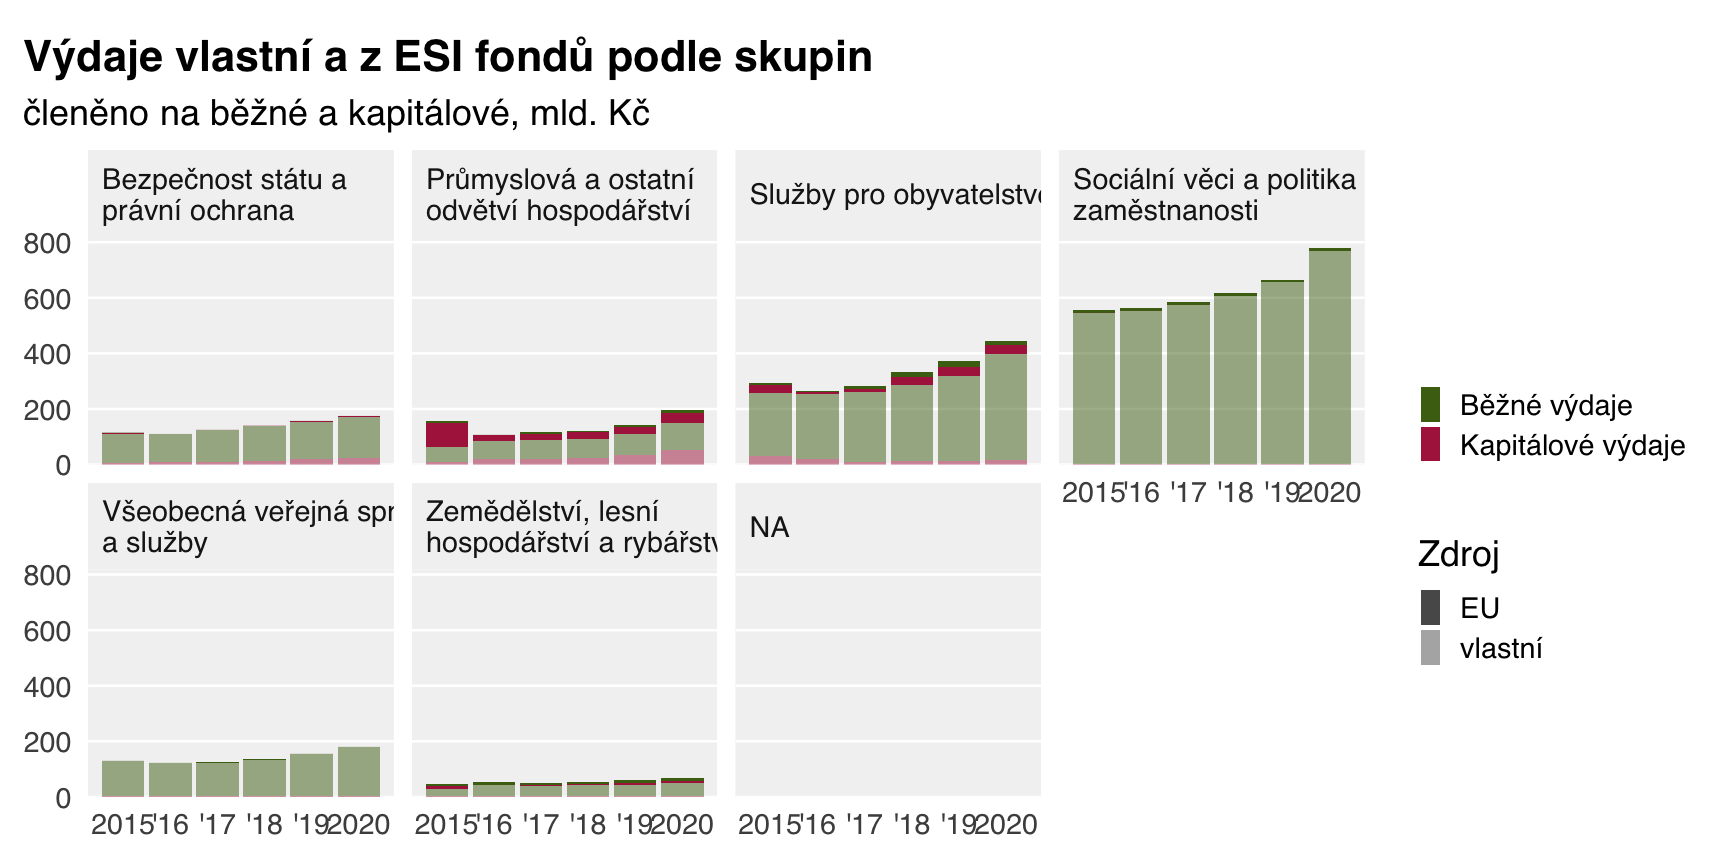 Výdaje vlastní a z ESI fondů podle skupin
členěno na běžné a kapitálové, mld. Kč
Bezpečnost státu a
právní ochrana
Průmyslová a ostatní
odvětví hospodářství
Služby pro obyvatelstvo
Sociální věci a politika
zaměstnanosti
800
600
400
200
0
2015 '16 '17 '18 '19 2020
Všeobecná veřejná spr
a služby
Zemědělství, lesní
hospodářství a rybářstv
NA
800
600
400
200
0
2015 '16 '17 '18 '19 2020
2015 '16 '17 '18 '19 2020
2015 '16 '17 '18 '19 2020
Běžné výdaje
Kapitálové výdaje
Zdroj
EU
vlastní